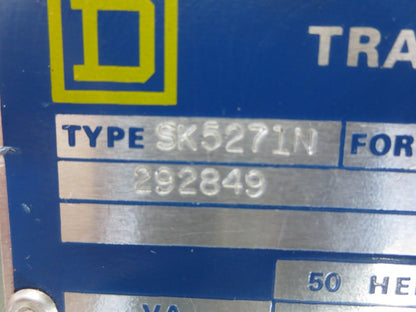 D
TRA
TYPE SK5271N FOR
292849
50 HE
VA